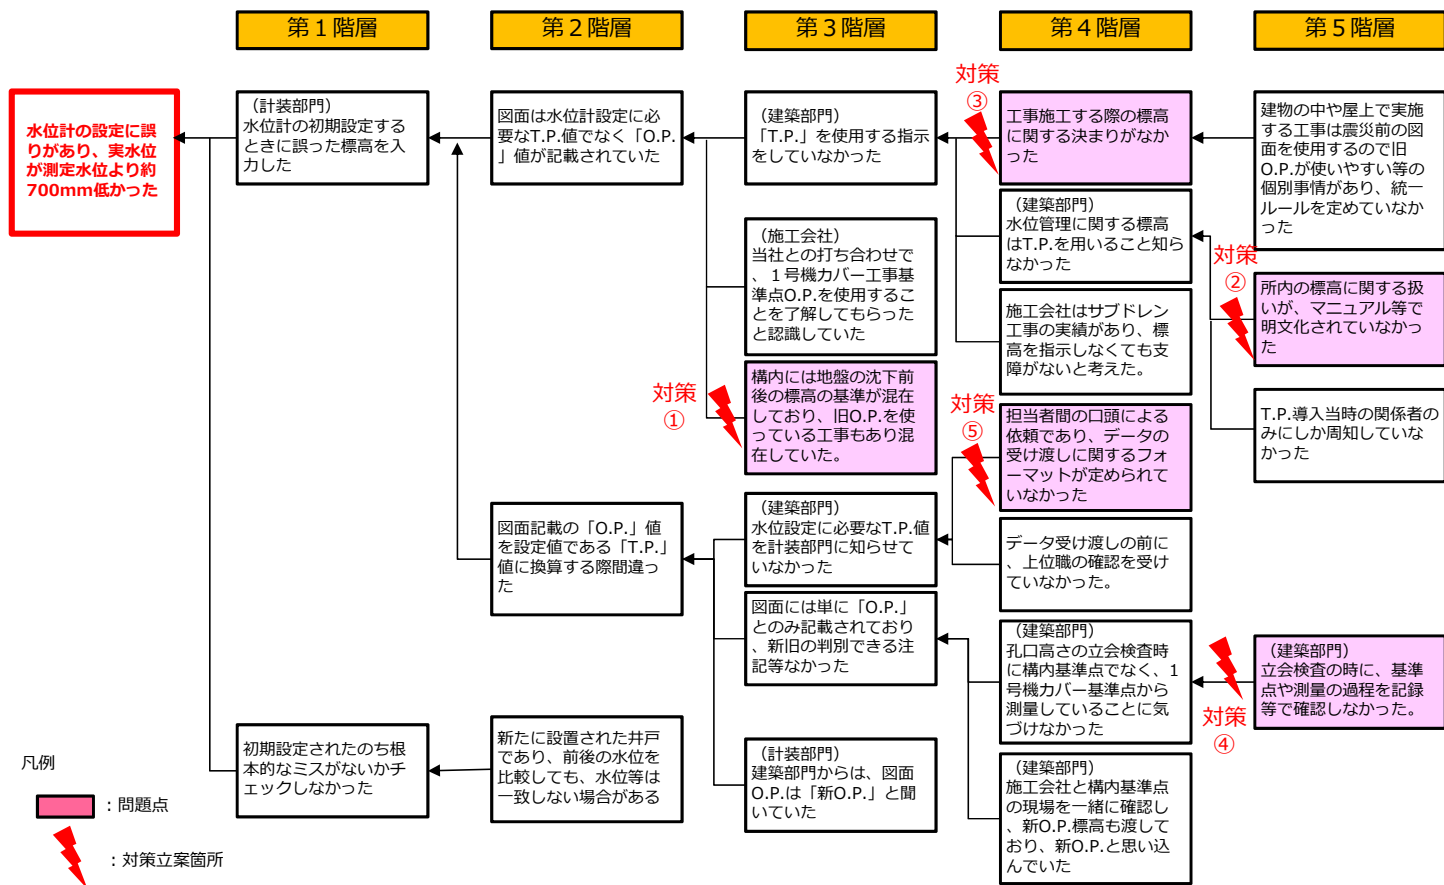 第１階層
第２階層
第３階層
第４階層
第５階層
水位計の設定に誤
りがあり、実水位
が測定水位より約
700mm低かった
（計装部門）
水位計の初期設定する
ときに誤った標高を入
力した
初期設定されたのち根
本的なミスがないかチ
ェックしなかった
図面は水位計設定に必
要なT.P.値でなく「O.P.
」値が記載されていた
図面記載の「O.P.」値
を設定値である「T.P.」
値に換算する際間違っ
た
新たに設置された井戸
であり、前後の水位を
比較しても、水位等は
一致しない場合がある
（建築部門）
「T.P.」を使用する指示
をしていなかった
（施工会社）
当社との打ち合わせで
、１号機カバー工事基
準点O.P.を使用するこ
とを了解してもらった
と認識していた
対策
①
構内には地盤の沈下前
後の標高の基準が混在
しており、旧O.P.を使
っている工事もあり混
在していた。
（建築部門）
水位設定に必要なT.P.値
を計装部門に知らせて
いなかった
図面には単に「O.P.」
とのみ記載されており、
新旧の判別できる注
記等なかった
（計装部門）
建築部門からは、図面
O.P.は「新O.P.」と聞
いていた
対策
③
工事施工する際の標高
に関する決まりがなか
った
（建築部門）
水位管理に関する標高
はT.P.を用いること知ら
なかった
施工会社はサブドレン
工事の実績があり、標
高を指示しなくても支
障がないと考えた。
対策
⑤
担当者間の口頭による
依頼であり、データの
受け渡しに関するフォ
ーマットが定められて
いなかった
データ受け渡しの前に
、上位職の確認を受け
ていなかった。
（建築部門）
孔口高さの立会検査時
に構内基準点でなく、1
号機カバー基準点から
測量していることに気
づけなかった
（建築部門）
施工会社と構内基準点
の現場を一緒に確認し
、新O.P.標高も渡して
おり、新O.P.と思い込
んでいた
建物の中や屋上で実施
する工事は震災前の図
面を使用するので旧
O.P.が使いやすい等の
個別事情があり、統一
ルールを定めていなか
った
対策
②
所内の標高に関する扱
いが、マニュアル等で
明文化されていなかっ
た
T.P.導入当時の関係者の
みにしか周知していな
かった
対策
④
（建築部門）
立会検査の時に、基準
点や測量の過程を記録
等で確認しなかった。
凡例
：問題点
：対策立案箇所